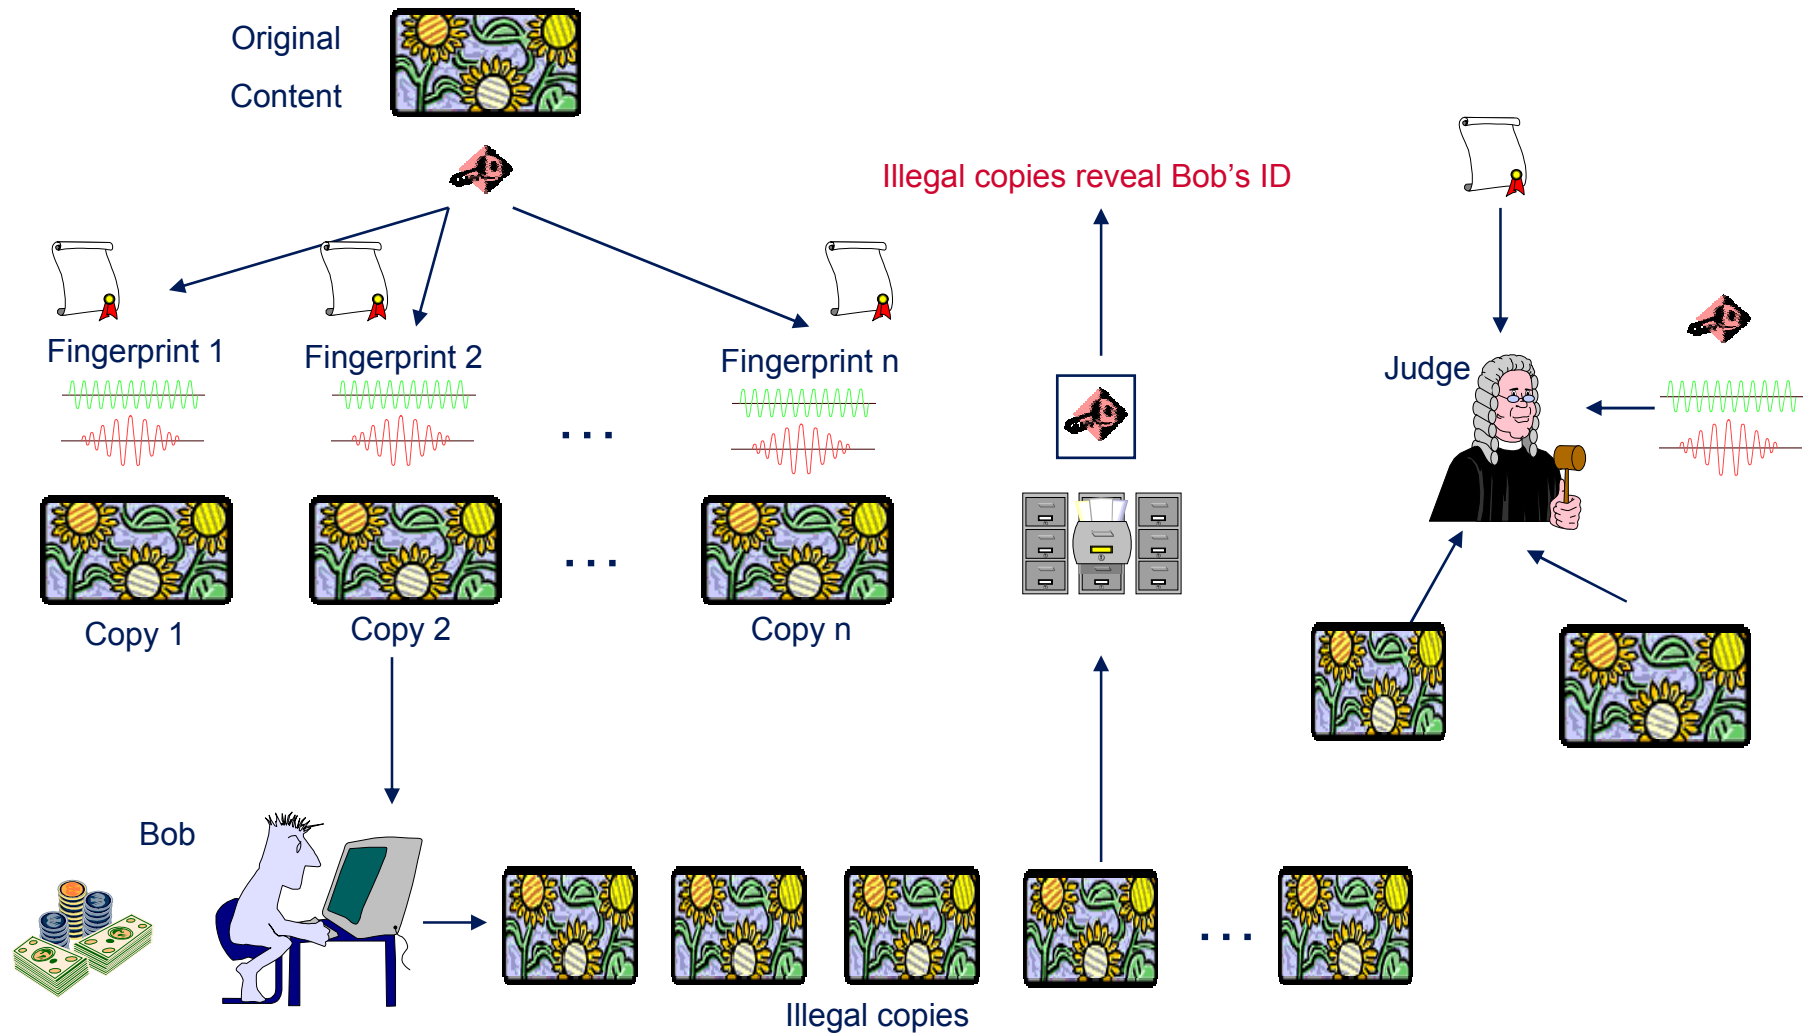 Original
Content
Illegal copies reveal Bob's ID
Fingerprint 1
Fingerprint 2
Fingerprint n
Judge
...
...
Copy 1
Copy 2
Copy n
Bob
...
Illegal copies